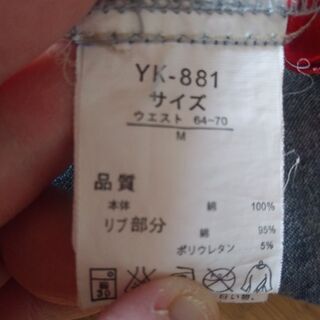 YK-881
サイズ
ウエスト 64~70
M
品質
本体 綿 100%
リブ部分 綿 95%
ポリウレタン 5%